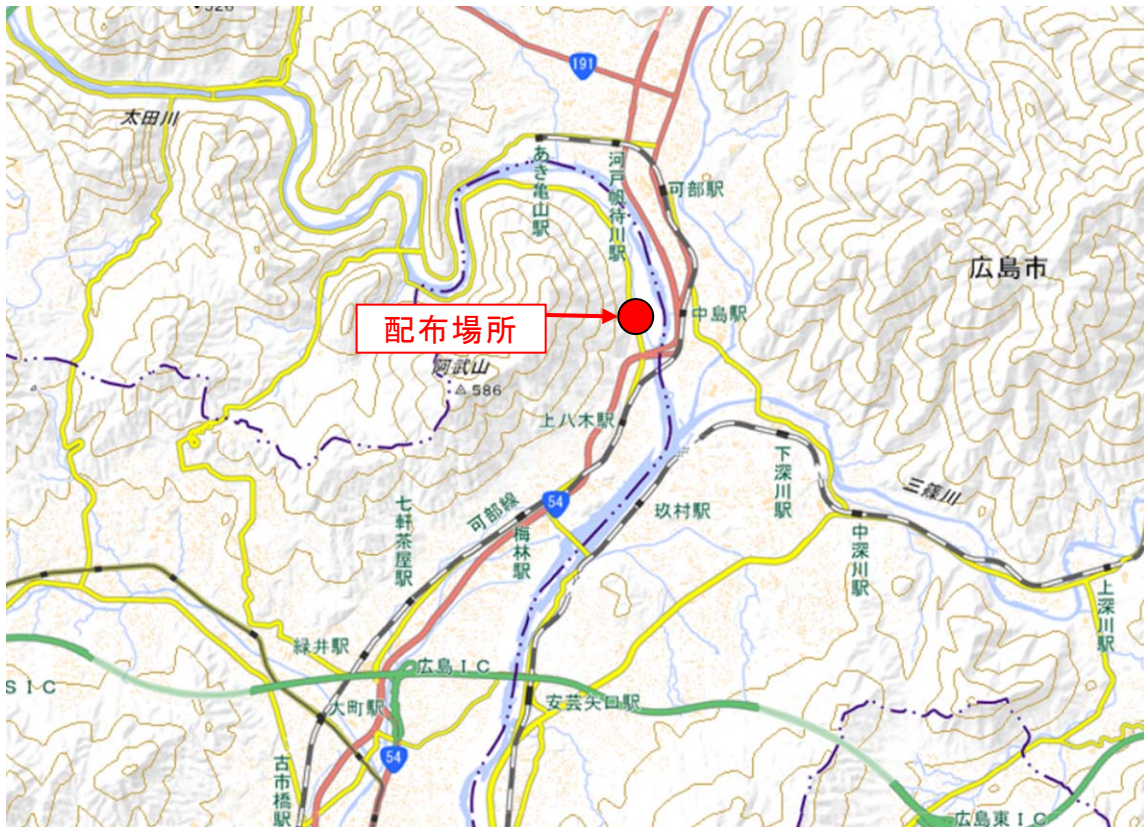 526
191
太田川
あき亀山駅
河戸帆待川駅
可部駅
広島市
配布場所
中島駅
阿武山
586
上八木駅
下深川駅
三篠川
七軒茶屋駅
可部線
54
梅林駅
玖村駅
中深川駅
上深川駅
緑井駅
広島IC
SIC
大町駅
安芸矢口駅
54
古市橋駅
広島東IC